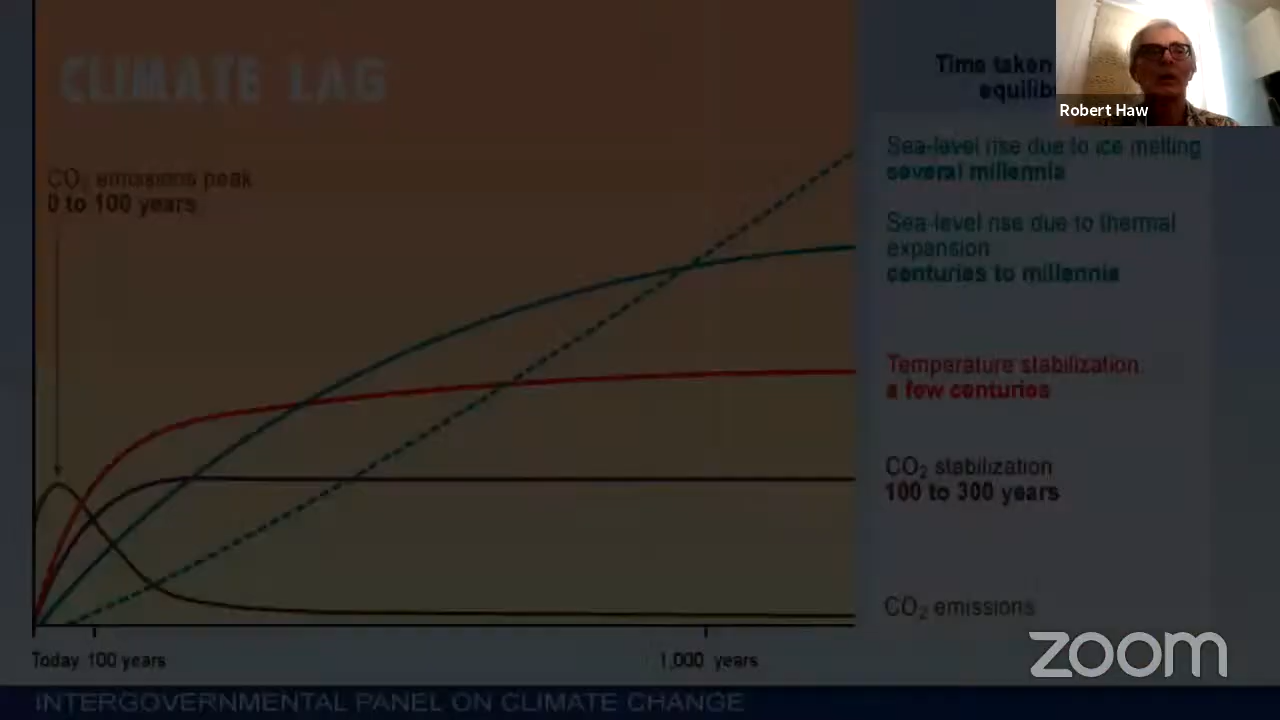 CLIMATE LAG
CO₂ emissions peak
0 to 100 years
Time taken
Robert Haw
Sea-level rise due to ice melting
several millennia
Sea-level rise due to thermal
expansion
centuries to millennia
Temperature stabilization
a few centuries
CO₂ stabilization
100 to 300 years
CO₂ emissions
Today 100 years
1,000 years
zoom
INTERGOVERNMENTAL PANEL ON CLIMATE CHANGE